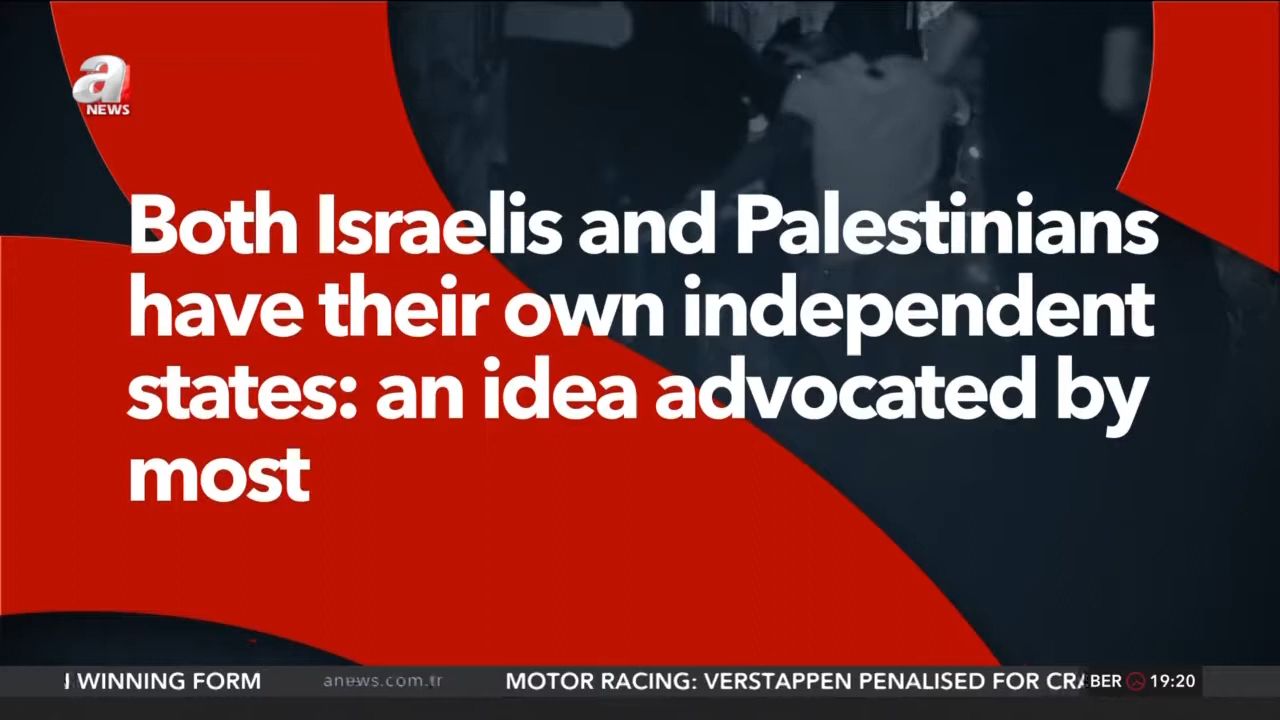 a
NEWS
Both Israelis and Palestinians
have their own independent
states: an idea advocated by
most
WINNING FORM
anews.com.tr
MOTOR RACING: VERSTAPPEN PENALISED FOR
BER 19:20